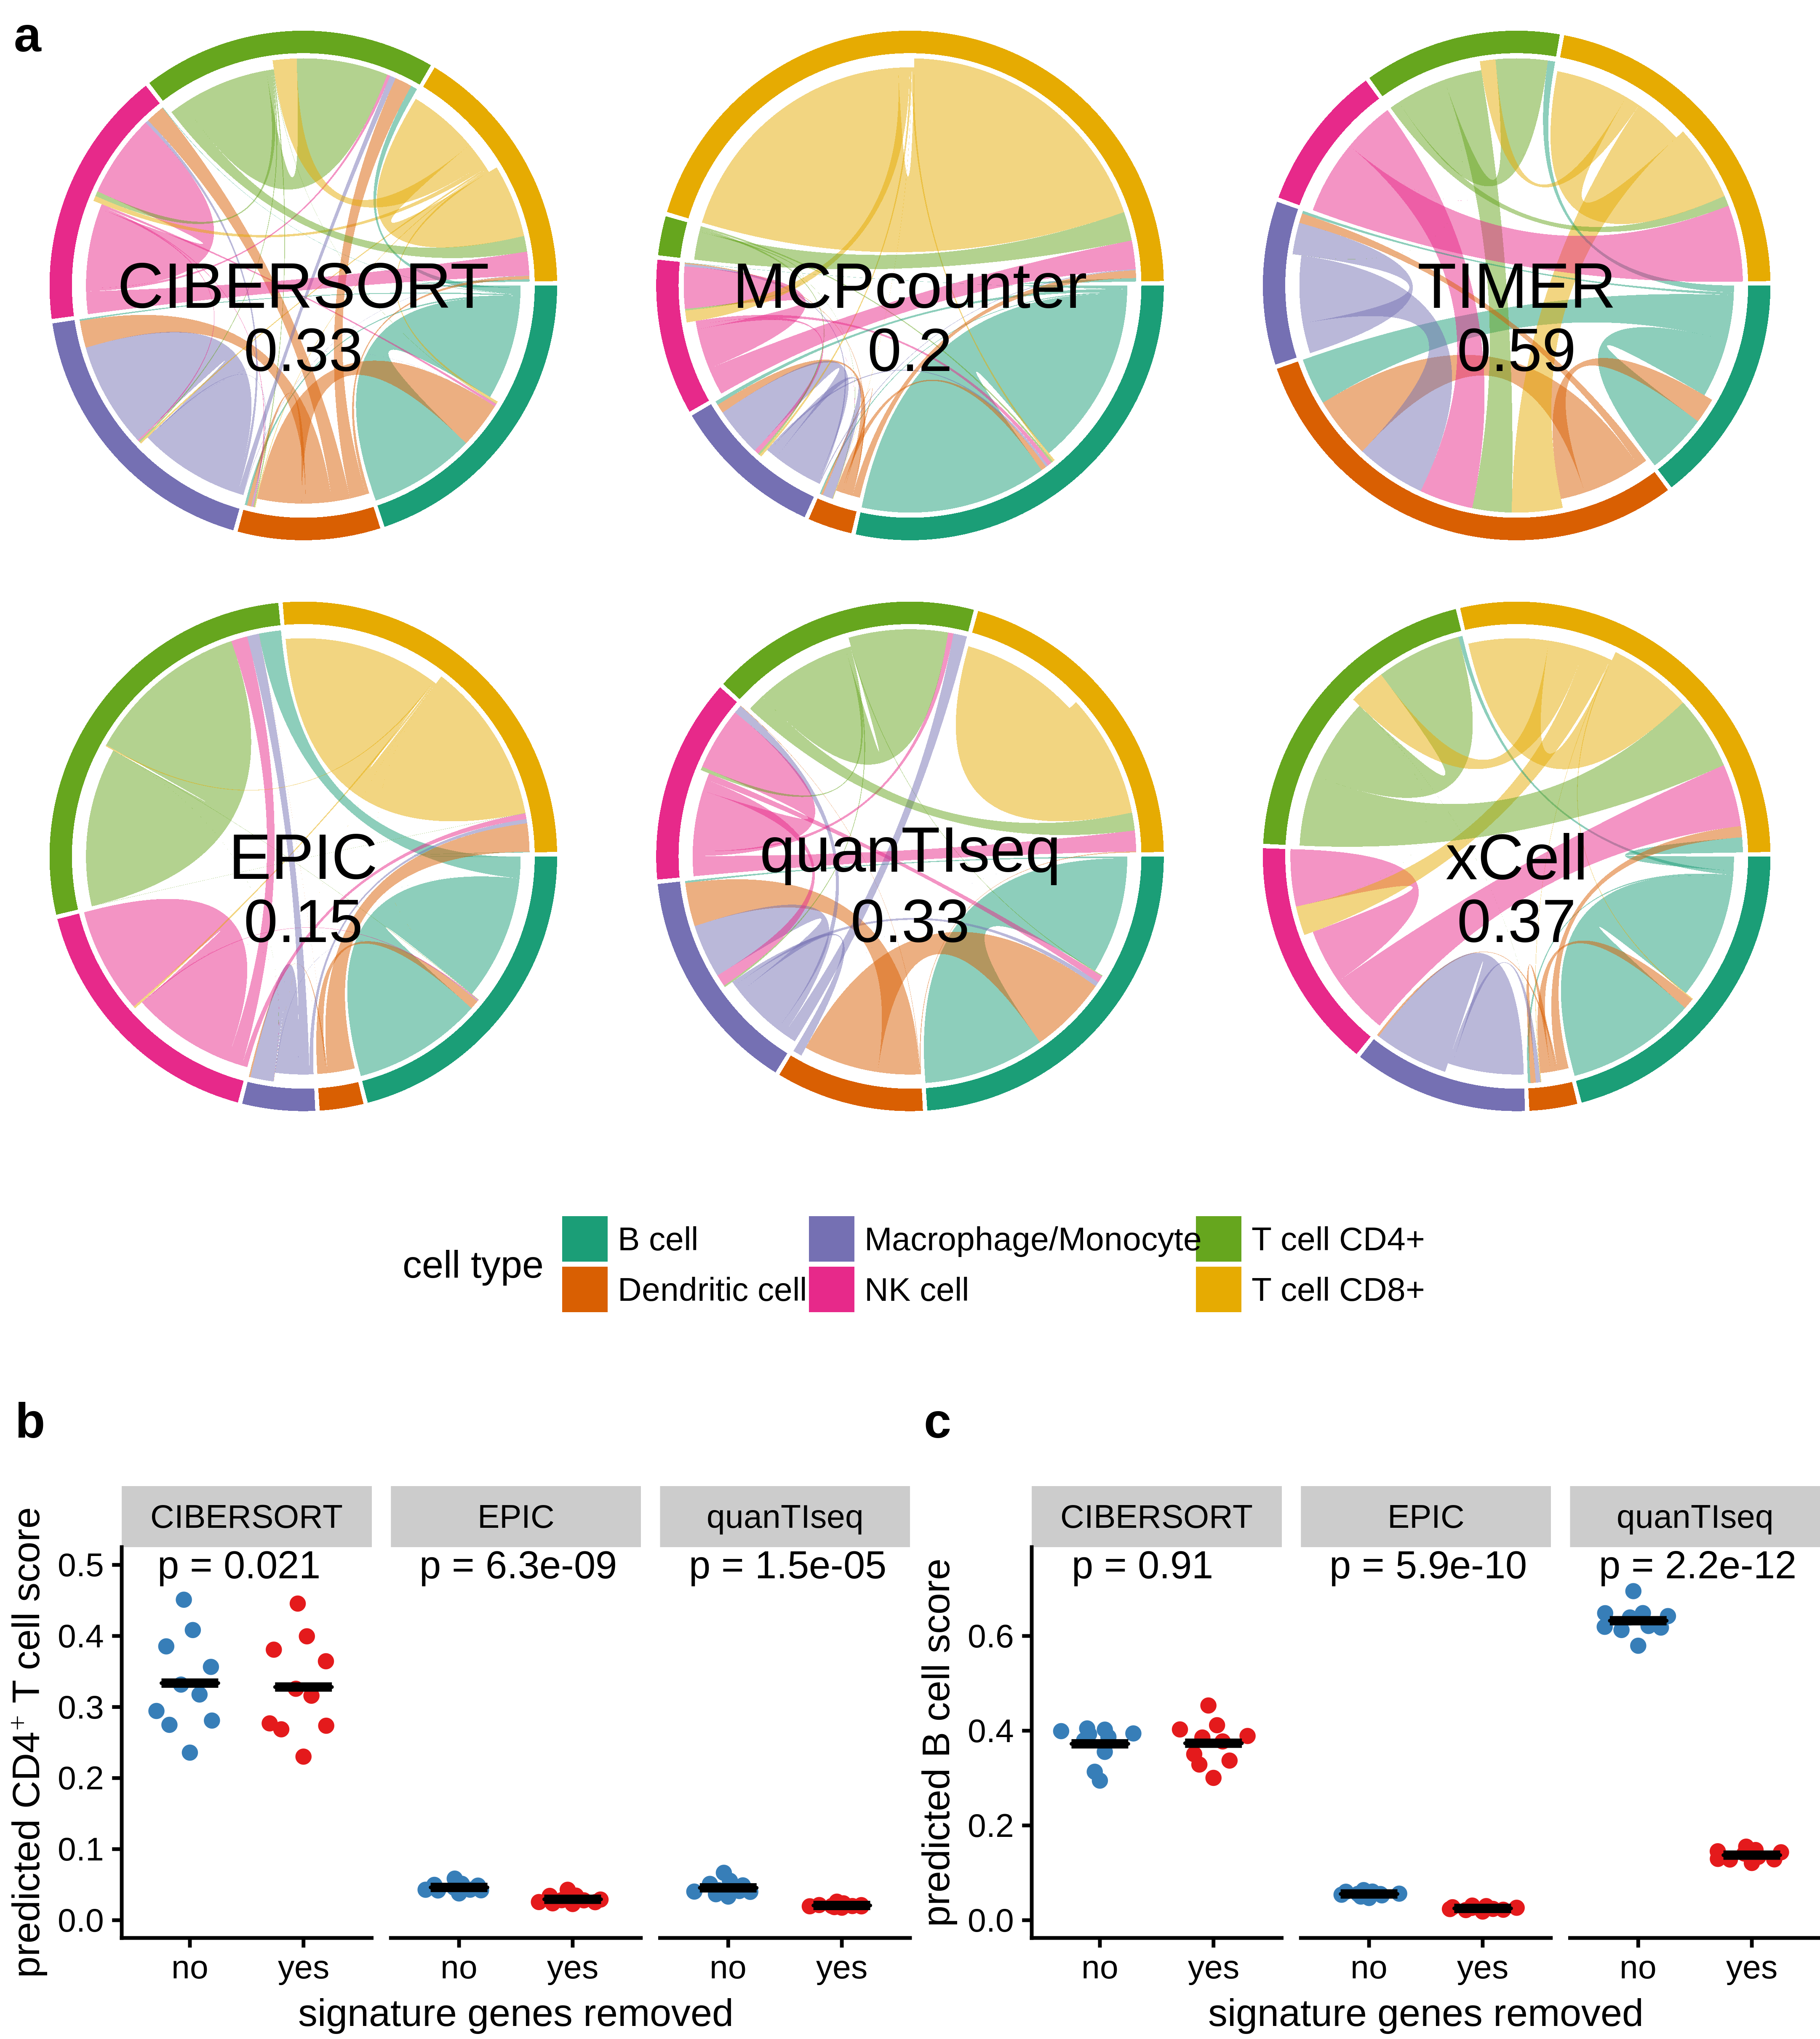 a
CIBERSORT
0.33
MCPcounter
0.2
TIMER
0.59
EPIC
0.15
quanTIseq
0.33
xCell
0.37
cell type
B cell
Macrophage/Monocyte
T cell CD4+
Dendritic cell
NK cell
T cell CD8+
b
predicted CD4⁺ T cell score
CIBERSORT
EPIC
quanTIseq
p = 0.021
p = 6.3e-09
p = 1.5e-05
0.5
0.4
0.3
0.2
0.1
0.0
no
yes
no
yes
no
yes
signature genes removed
c
predicted B cell score
CIBERSORT
EPIC
quanTIseq
p = 0.91
p = 5.9e-10
p = 2.2e-12
0.6
0.4
0.2
0.0
no
yes
no
yes
no
yes
signature genes removed